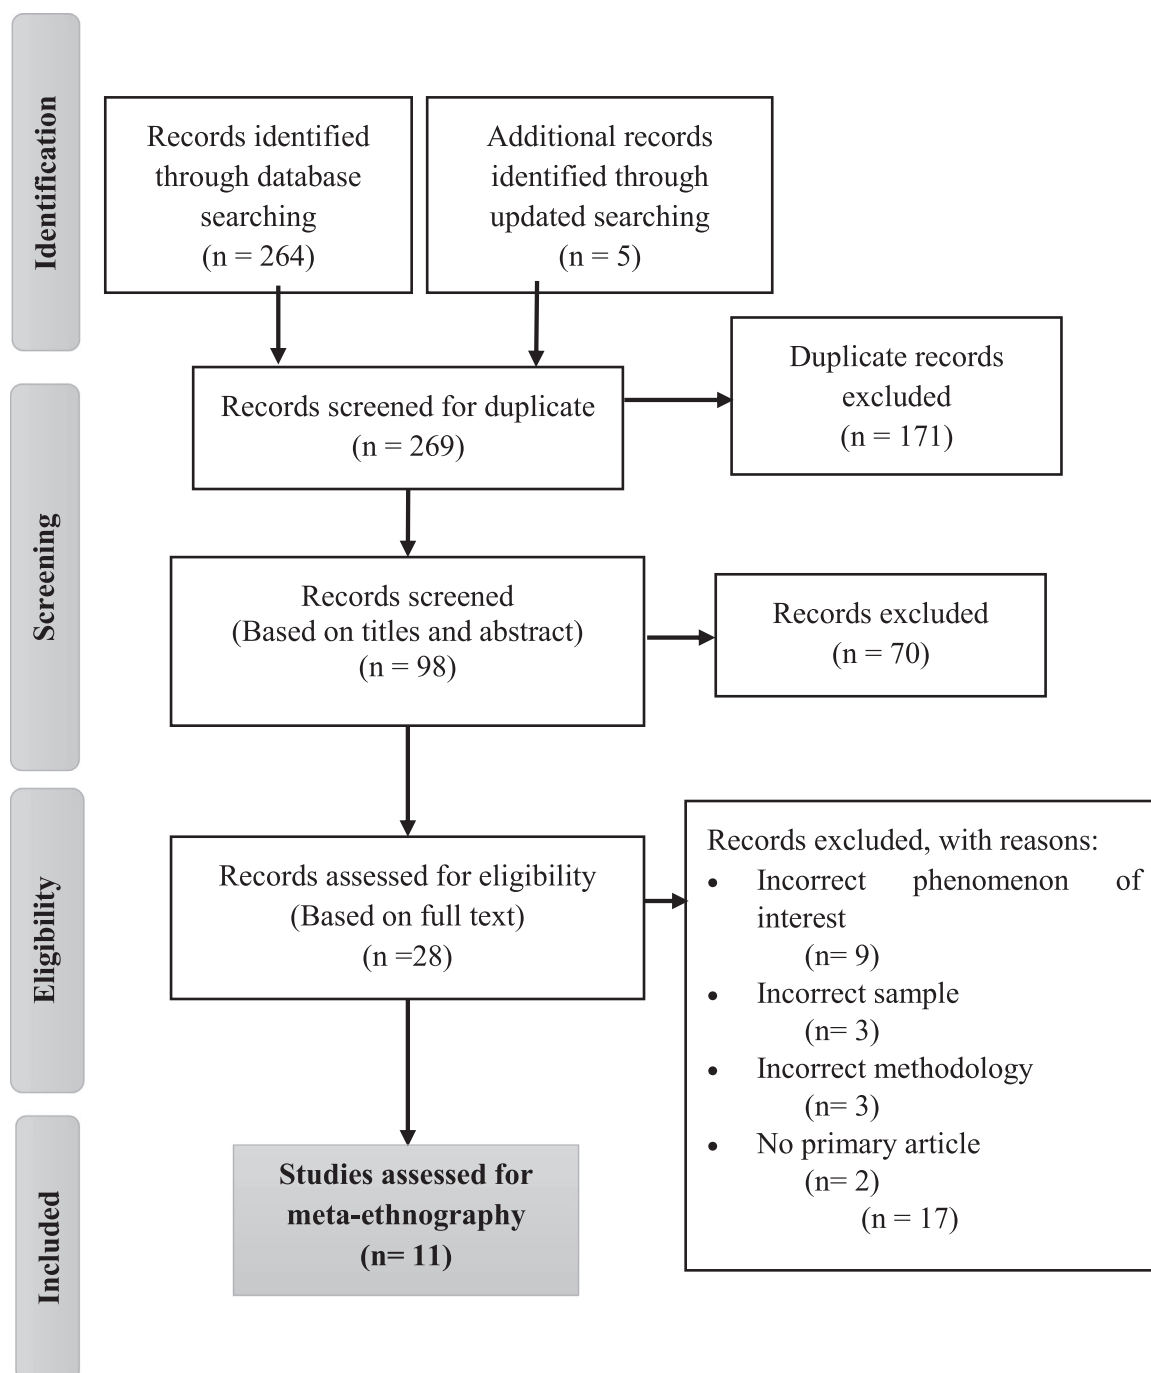 Identification
Records identified
through database
searching
(n = 264)
Additional records
identified through
updated searching
(n = 5)
Screening
Records screened for duplicate
(n = 269)
Duplicate records
excluded
(n = 171)
Records screened
(Based on titles and abstract)
(n = 98)
Records excluded
(n = 70)
Eligibility
Records assessed for eligibility
(Based on full text)
(n =28)
Records excluded, with reasons:
• Incorrect phenomenon of
interest
(n= 9)
• Incorrect sample
(n= 3)
• Incorrect methodology
(n= 3)
• No primary article
(n= 2)
(n = 17)
Included
Studies assessed for
meta-ethnography
(n= 11)